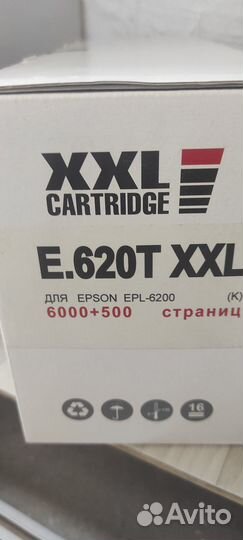 XXL
CARTRIDGE
E.620T XXL
ДЛЯ EPSON EPL-6200 (K)
6000+500 страниц
16
Avito